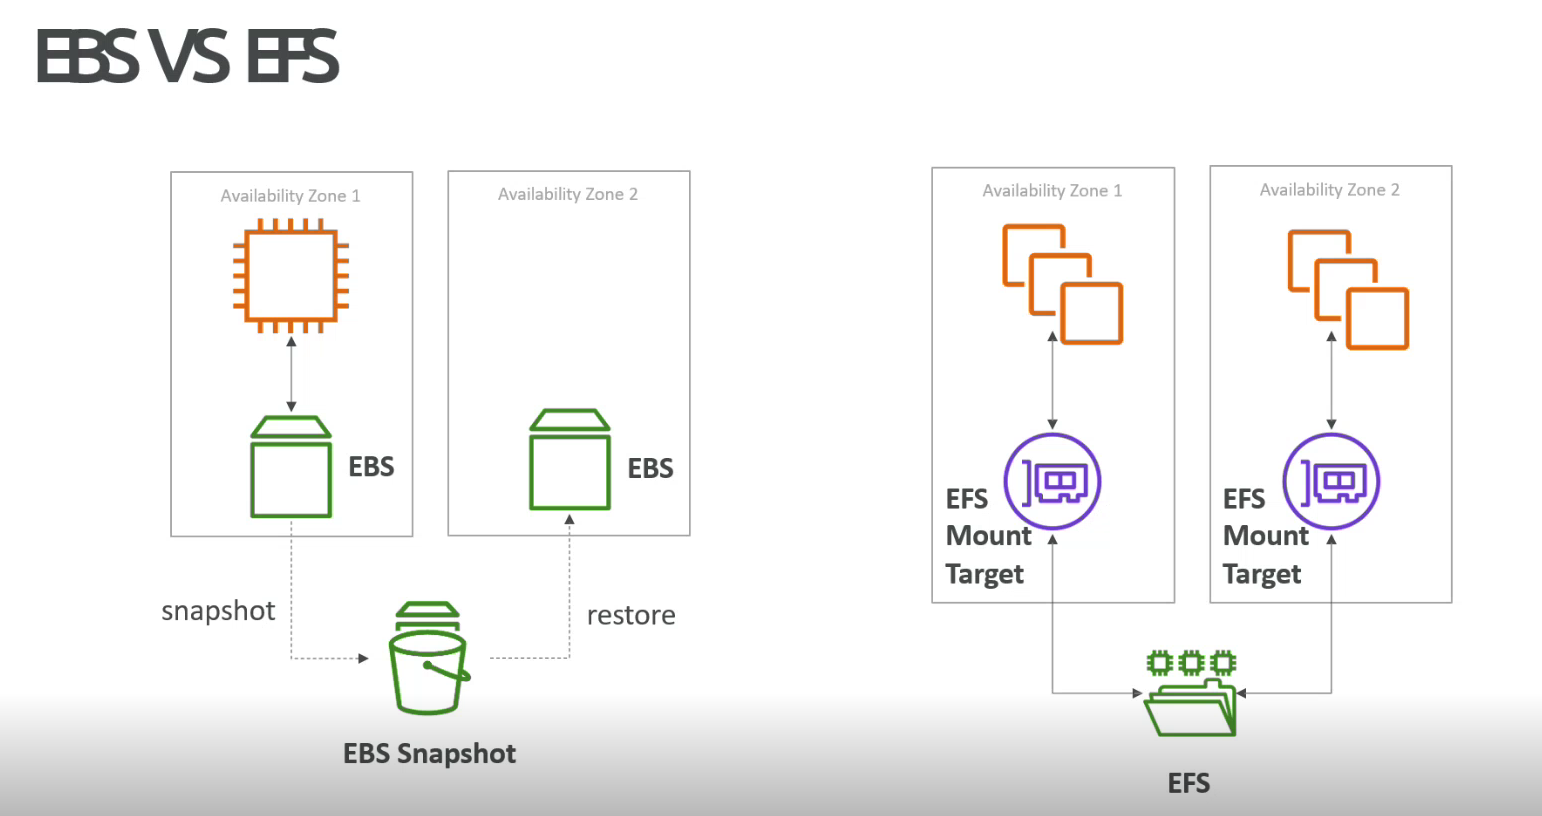 EBS VS EFS
Availability Zone 1
EBS
Availability Zone 2
EBS
snapshot
restore
EBS Snapshot
Availability Zone 1
EFS
Mount
Target
Availability Zone 2
EFS
Mount
Target
EFS